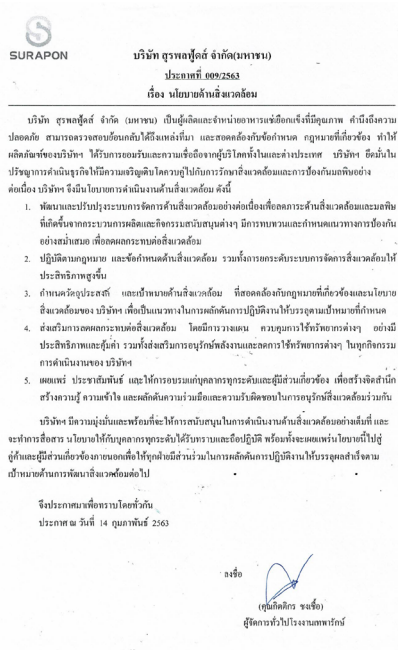 SURAPON
บริษัท สุรพลฟู้ดส์ จำกัด(มหาชน)
ประกาศที่ 009/2563
เรื่อง นโยบายด้านสิ่งแวดล้อม
บริษัท สุรพลฟู้ดส์ จำกัด (มหาชน) เป็นผู้ผลิตและจำหน่ายอาหารแช่เยือกแข็งที่มีคุณภาพ คำนึงถึงความ
ปลอดภัย สามารถตรวจสอบย้อนกลับได้ถึงแหล่งที่มา และสอดคล้องกับข้อกำหนด กฎหมายที่เกี่ยวข้อง ทำให้
ผลิตภัณฑ์ของบริษัทฯ ได้รับการยอมรับและความเชื่อถือจากผู้บริโภคทั้งในและต่างประเทศ บริษัทฯ ยึดมั่นใน
ปรัชญาการดำเนินธุรกิจให้มีความเจริญเติบโตควบคู่ไปกับการรักษาสิ่งแวดล้อมและการป้องกันมลพิษอย่าง
ต่อเนื่อง บริษัทฯ จึงมีนโยบายการดำเนินงานด้านสิ่งแวดล้อม ดังนี้
1. พัฒนาและปรับปรุงระบบการจัดการด้านสิ่งแวดล้อมอย่างต่อเนื่องเพื่อลดภาระด้านสิ่งแวดล้อมและมลพิษ
ที่เกิดขึ้นจากกระบวนการผลิตและกิจกรรมสนับสนุนต่างๆ มีการทบทวนและกำหนดแนวทางการป้องกัน
อย่างสม่ำเสมอ เพื่อลดผลกระทบต่อสิ่งแวดล้อม
2. ปฏิบัติตามกฎหมาย และข้อกำหนดด้านสิ่งแวดล้อม รวมทั้งการยกระดับระบบการจัดการสิ่งแวดล้อมให้มี
ประสิทธิภาพสูงขึ้น
3. กำหนดวัตถุประสงค์ และเป้าหมายด้านสิ่งแวดล้อม ที่สอดคล้องกับกฎหมายที่เกี่ยวข้องและนโยบาย
สิ่งแวดล้อมของ บริษัทฯ เพื่อเป็นแนวทางในการผลักดันการปฏิบัติงานให้บรรลุตามเป้าหมายที่กำหนด
4. ส่งเสริมการลดผลกระทบต่อสิ่งแวดล้อม โดยมีการวางแผน ควบคุมการใช้ทรัพยากรต่างๆ อย่างมี
ประสิทธิภาพและคุ้มค่า รวมทั้งส่งเสริมการอนุรักษ์พลังงานและลดการใช้ทรัพยากรต่างๆ ในทุกกิจกรรม
การดำเนินงานของ บริษัทฯ
5. เผยแพร่ ประชาสัมพันธ์ และให้การอบรมแก่บุคลากรทุกระดับและผู้มีส่วนเกี่ยวข้อง เพื่อสร้างจิตสำนึก
สร้างความรู้ ความเข้าใจ และผลักดันความร่วมมือและความรับผิดชอบในการอนุรักษ์สิ่งแวดล้อมร่วมกัน
บริษัทฯ มีความมุ่งมั่นและพร้อมที่จะให้การสนับสนุนในการดำเนินงานด้านสิ่งแวดล้อมอย่างเต็มที่ และ
จะทำการสื่อสาร นโยบายให้กับบุคลากรทุกระดับได้รับทราบและถือปฏิบัติ พร้อมทั้งจะเผยแพร่นโยบายนี้ไปสู่
คู่ค้าและผู้มีส่วนเกี่ยวข้องภายนอกเพื่อให้ทุกฝ่ายมีส่วนร่วมในการผลักดันการปฏิบัติงานให้บรรลุผลสำเร็จตาม
เป้าหมายด้านการพัฒนาสิ่งแวดล้อมต่อไป
จึงประกาศมาเพื่อทราบโดยทั่วกัน
ประกาศ ณ วันที่ 14 กุมภาพันธ์ 2563
ลงชื่อ
(คุณกิตติกร ชงเชื้อ)
ผู้จัดการทั่วไปโรงงานเทพารักษ์